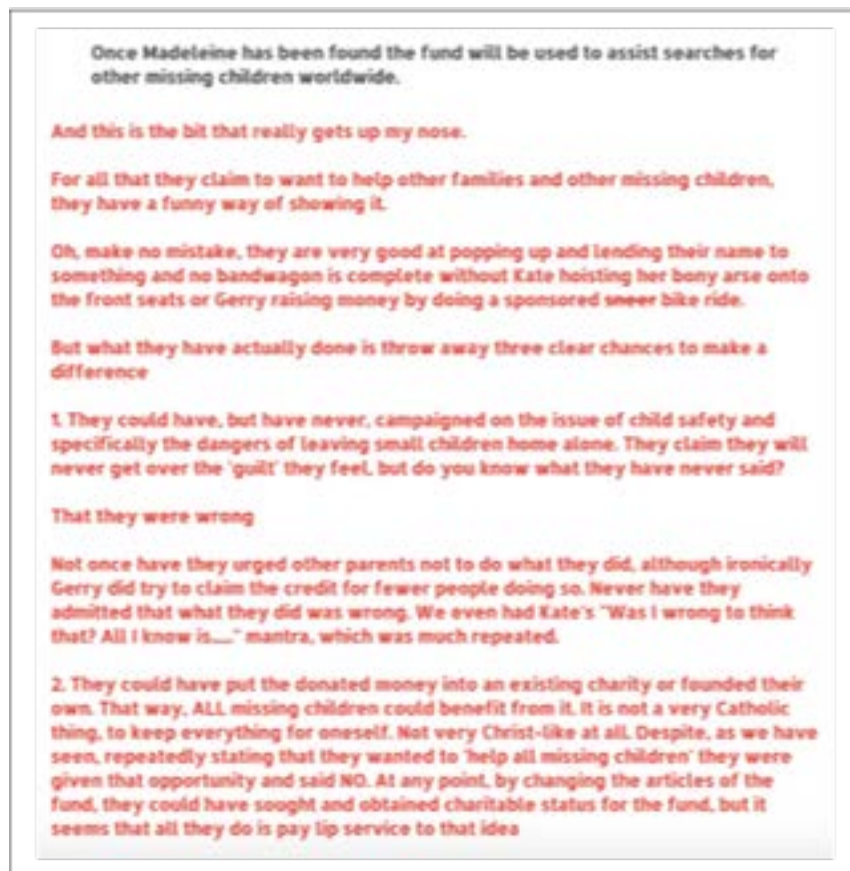 Once Madeleine has been found the fund will be used to assist searches for
other missing children worldwide.
And this is the bit that really gets up my nose.
For all that they claim to want to help other families and other missing children,
they have a funny way of showing it.
Oh, make no mistake, they are very good at popping up and lending their name to
something and no bandwagon is complete without Kate hoisting her bony arse onto
the front seats or Gerry raising money by doing a sponsored sneer bike ride.
But what they have actually done is throw away three clear chances to make a
difference
1. They could have, but have never, campaigned on the issue of child safety and
specifically the dangers of leaving small children home alone. They claim they will
never get over the 'guilt' they feel, but do you know what they have never said?
That they were wrong
Not once have they urged other parents not to do what they did, although ironically
Gerry did try to claim the credit for fewer people doing so. Never have they
admitted that what they did was wrong. We even had Kate's "Was I wrong to think
that? All I know is....." mantra, which was much repeated.
2. They could have put the donated money into an existing charity or founded their
own. That way, ALL missing children could benefit from it. It is not a very Catholic
thing, to keep everything for oneself. Not very Christ-like at all. Despite, as we have
seen, repeatedly stating that they wanted to 'help all missing children' they were
given that opportunity and said NO. At any point, by changing the articles of the
fund, they could have sought and obtained charitable status for the fund, but it
seems that all they do is pay lip service to that idea